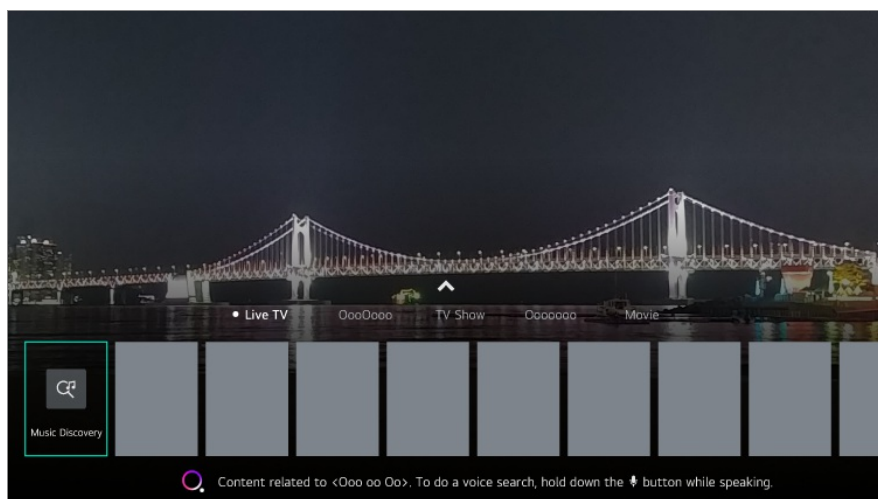 Live TV OooOooo TV Show Ooooooo Movie
Music Discovery
Content related to <Ooo oo Oo>. To do a voice search, hold down the button while speaking.